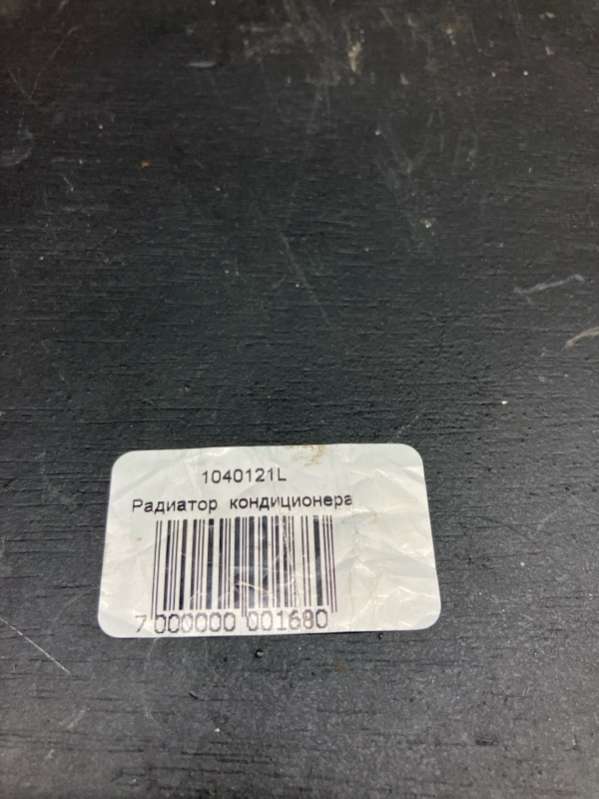 1040121L
Радиатор кондиционера
7 000000 001680